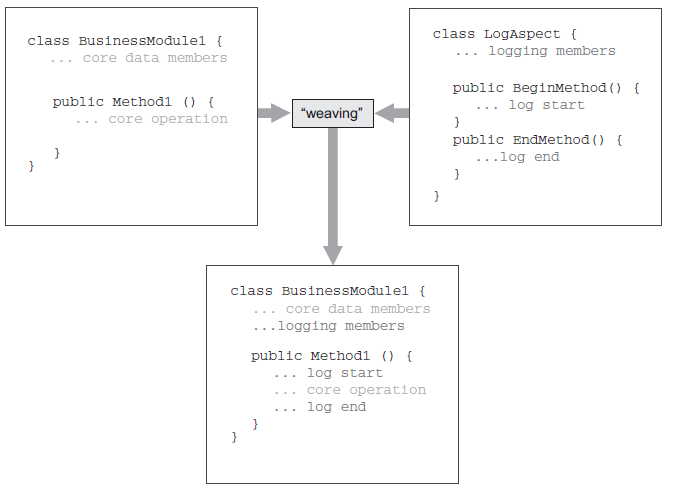 class BusinessModule1 {
... core data members
public Method1 () {
... core operation
}
}
“weaving”
class LogAspect {
... logging members
public BeginMethod() {
... log start
}
public EndMethod() {
...log end
}
}
class BusinessModule1 {
... core data members
...logging members
public Method1 () {
... log start
... core operation
... log end
}
}